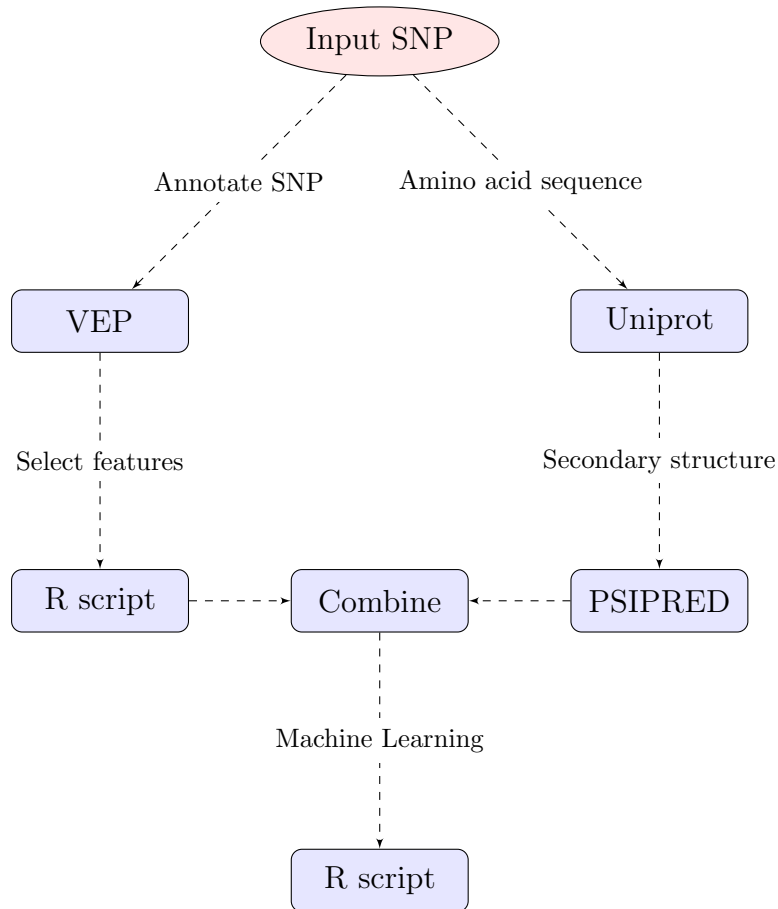 Input SNP
Annotate SNP
Amino acid sequence
VEP
Uniprot
Select features
Secondary structure
R script
Combine
PSIPRED
Machine Learning
R script